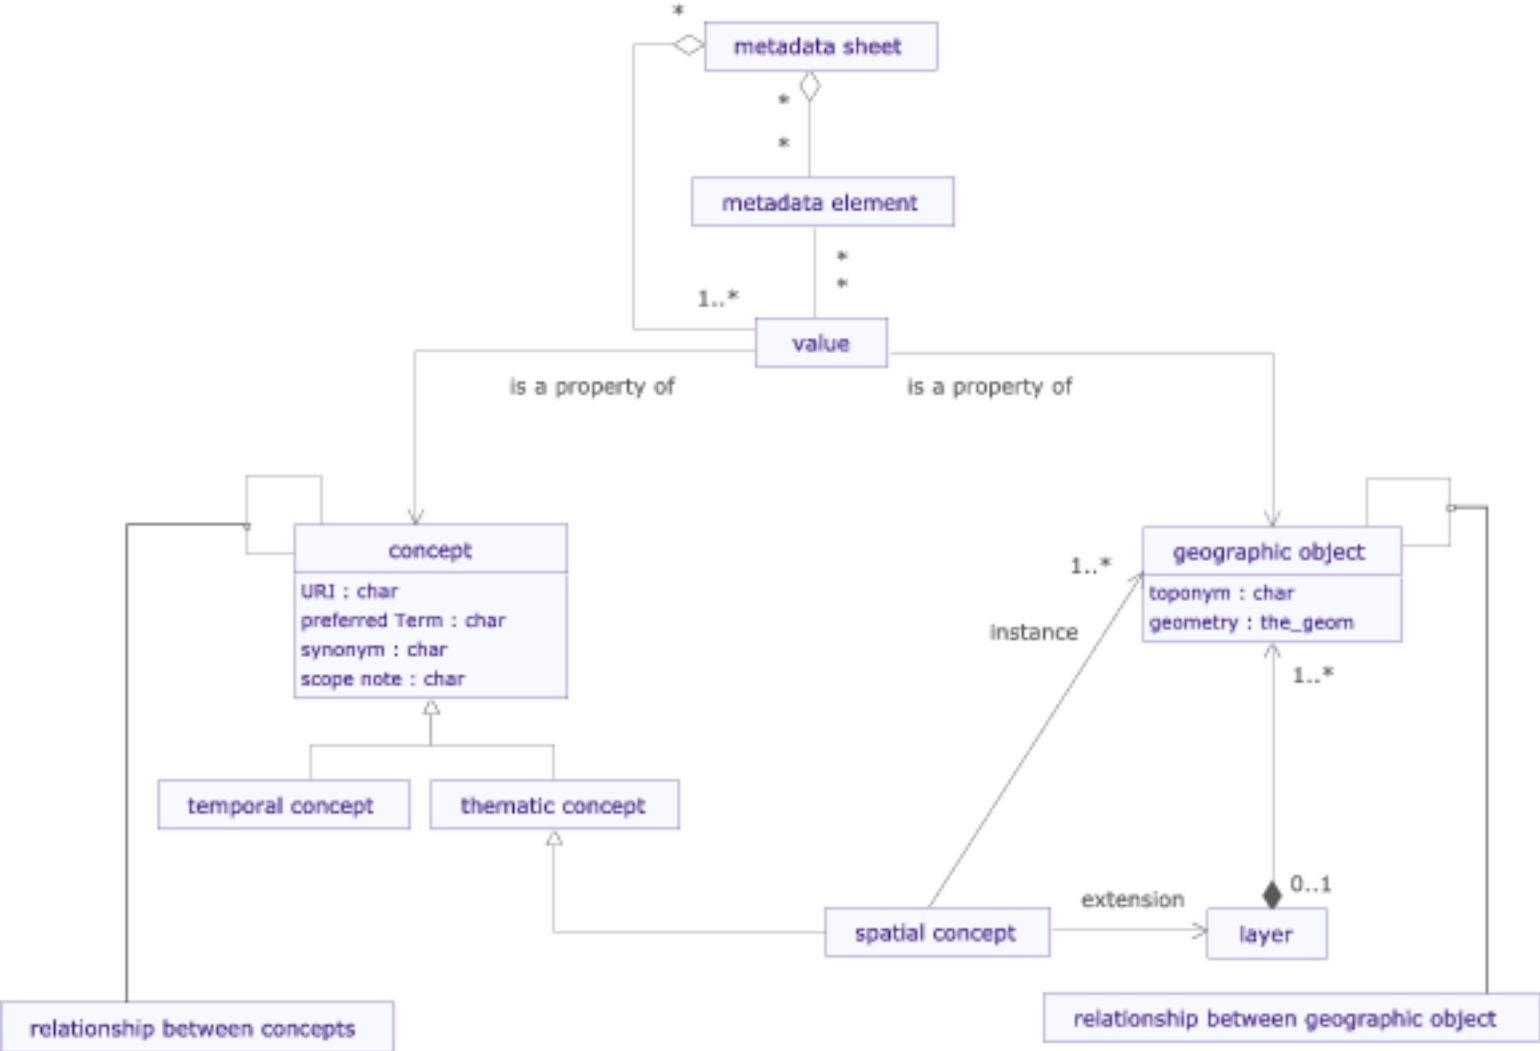 *
metadata sheet
*
*
metadata element
*
*
1..*
value
is a property of
is a property of
concept
URI : char
preferred Term : char
synonym : char
scope note : char
geographic object
toponym : char
geometry : the_geom
1..*
instance
1..*
temporal concept
thematic concept
0..1
extension
spatial concept
layer
relationship between concepts
relationship between geographic object